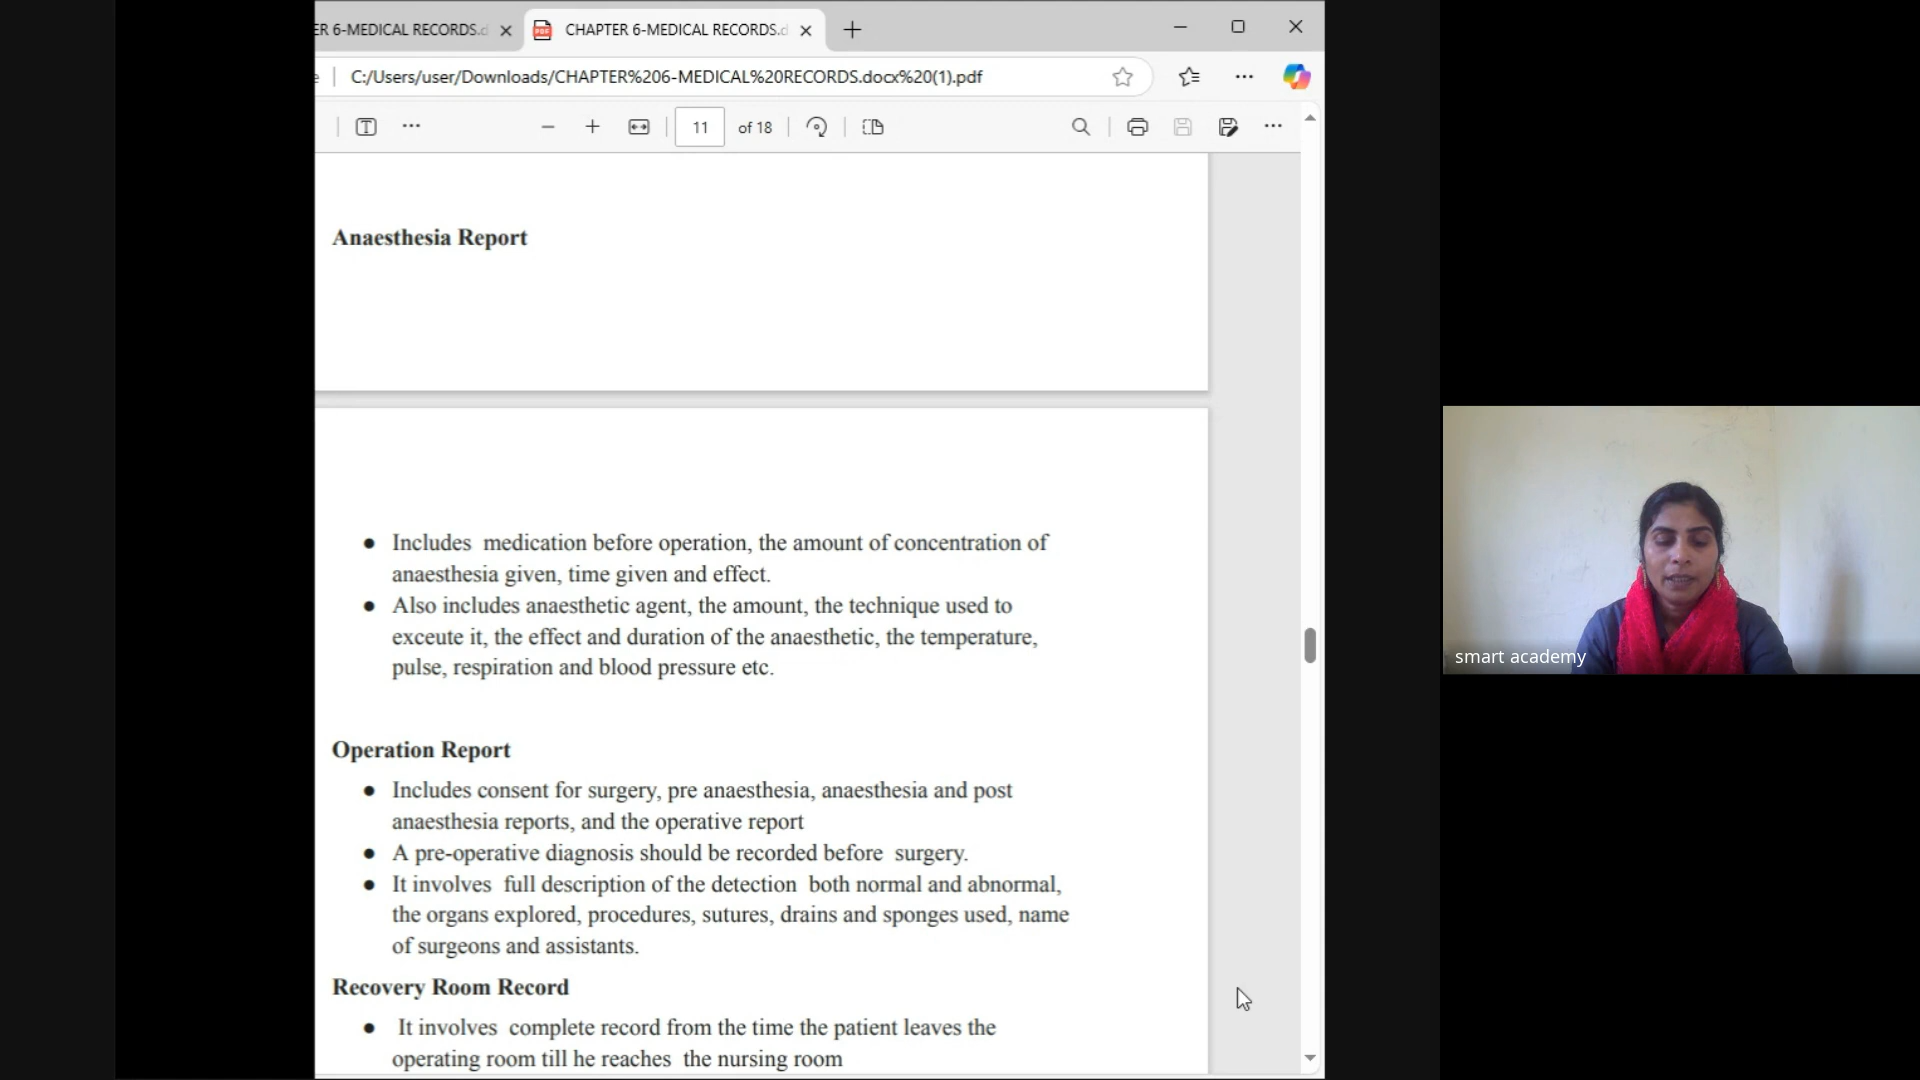 ER 6-MEDICAL RECORDS.d
CHAPTER 6-MEDICAL RECORDS.d
C:/Users/user/Downloads/CHAPTER%206-MEDICAL%20RECORDS.docx%20(1).pdf
11 of 18
Anaesthesia Report
● Includes medication before operation, the amount of concentration of
anaesthesia given, time given and effect.
● Also includes anaesthetic agent, the amount, the technique used to
exceute it, the effect and duration of the anaesthetic, the temperature,
pulse, respiration and blood pressure etc.
Operation Report
● Includes consent for surgery, pre anaesthesia, anaesthesia and post
anaesthesia reports, and the operative report
● A pre-operative diagnosis should be recorded before surgery.
● It involves full description of the detection both normal and abnormal,
the organs explored, procedures, sutures, drains and sponges used, name
of surgeons and assistants.
Recovery Room Record
● It involves complete record from the time the patient leaves the
operating room till he reaches the nursing room
smart academy